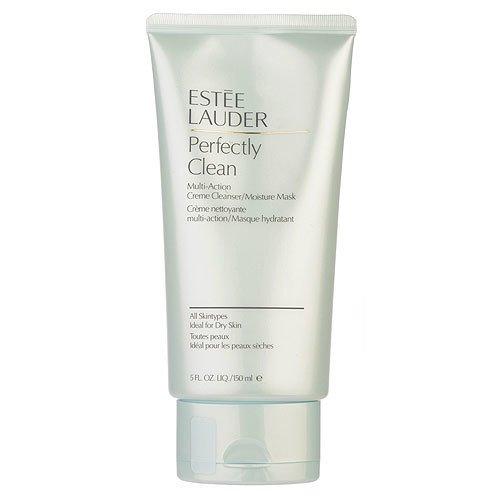 ESTĒE
LAUDER
Perfectly
Clean
Multi-Action
Creme Cleanser/Moisture Mask
Crème nettoyante
multi-action/Masque hydratant
All Skintypes
Ideal for Dry Skin
Toutes peaux
Idéal pour les peaux sèches
5 FL. OZ. LIQ./150 ml ℮